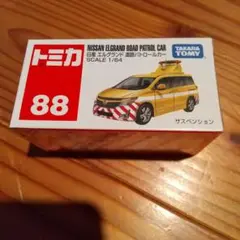 トミカ
88
NISSAN ELGRAND ROAD PATROL CAR
日産 エルグランド 道路パトロールカー
SCALE 1/64
TAKARA TOMY
サスペンション